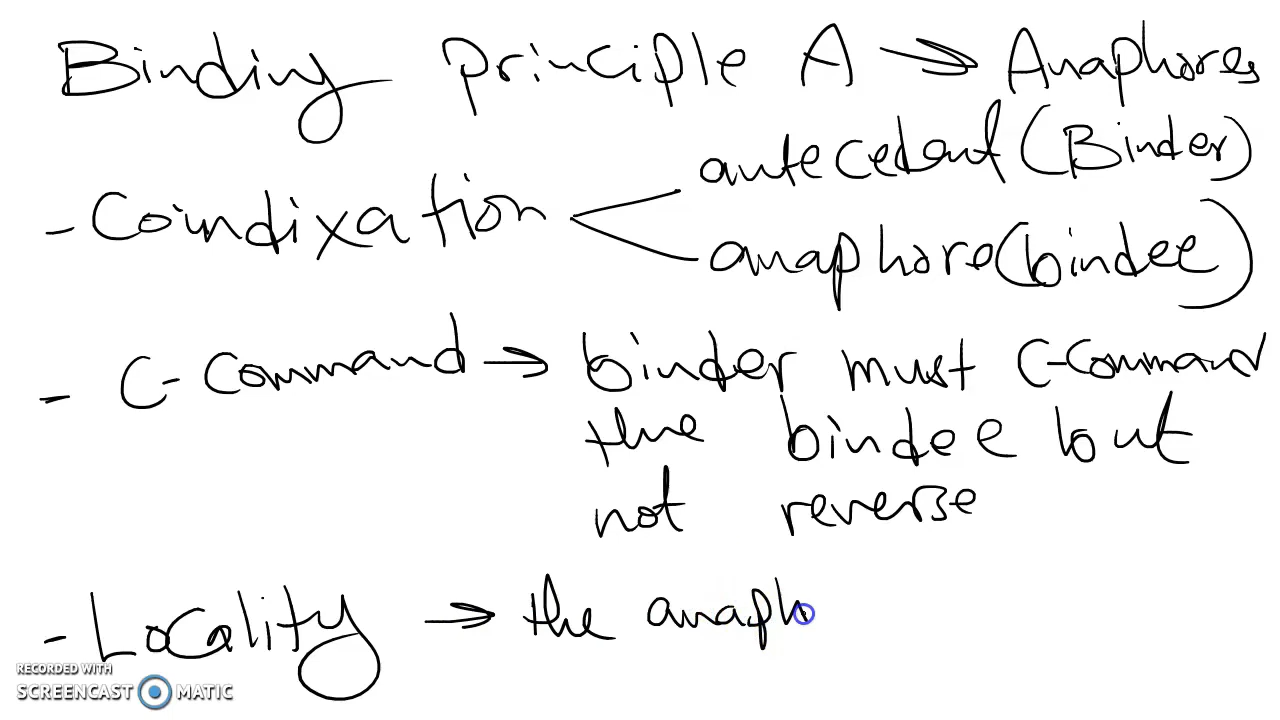 Binding principle A → Anaphores
- Coindixation
antecedent (Binder)
anaphore (bindee)
- C-Command → binder must C-Command
the bindee but
not reverse
- Locality → the anaph
RECORDED WITH
SCREENCAST MATIC